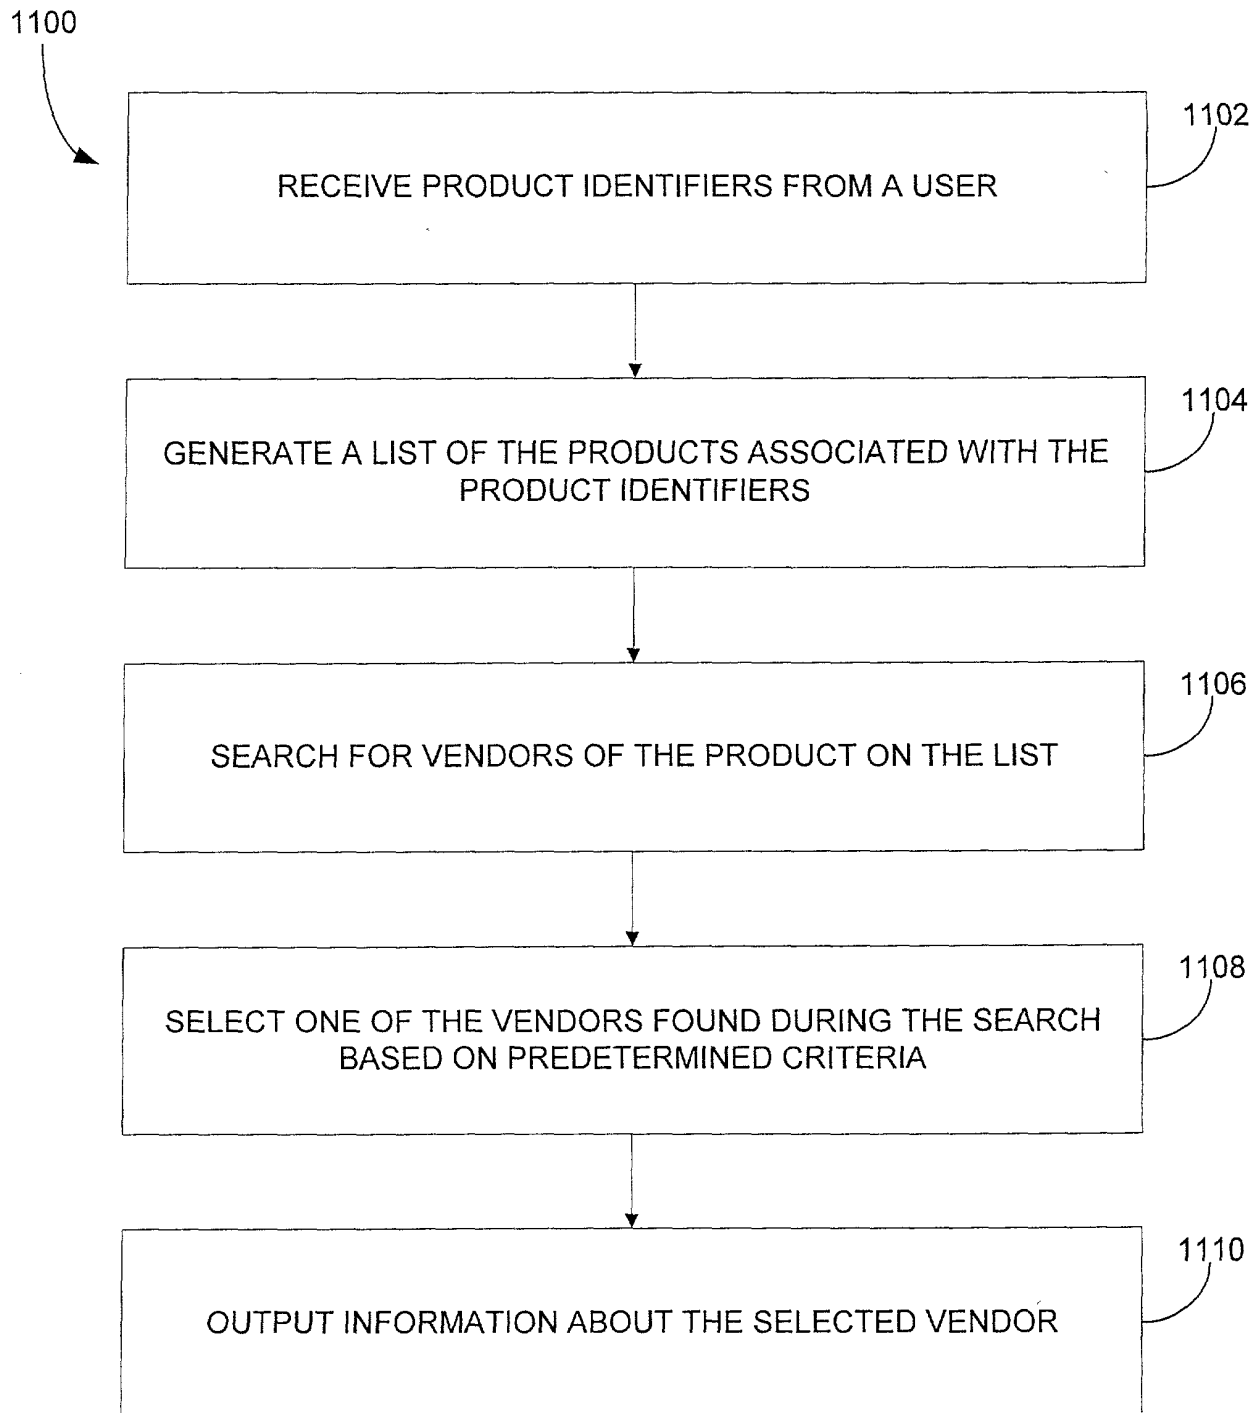 1100
1102
RECEIVE PRODUCT IDENTIFIERS FROM A USER
1104
GENERATE A LIST OF THE PRODUCTS ASSOCIATED WITH THE
PRODUCT IDENTIFIERS
1106
SEARCH FOR VENDORS OF THE PRODUCT ON THE LIST
1108
SELECT ONE OF THE VENDORS FOUND DURING THE SEARCH
BASED ON PREDETERMINED CRITERIA
1110
OUTPUT INFORMATION ABOUT THE SELECTED VENDOR